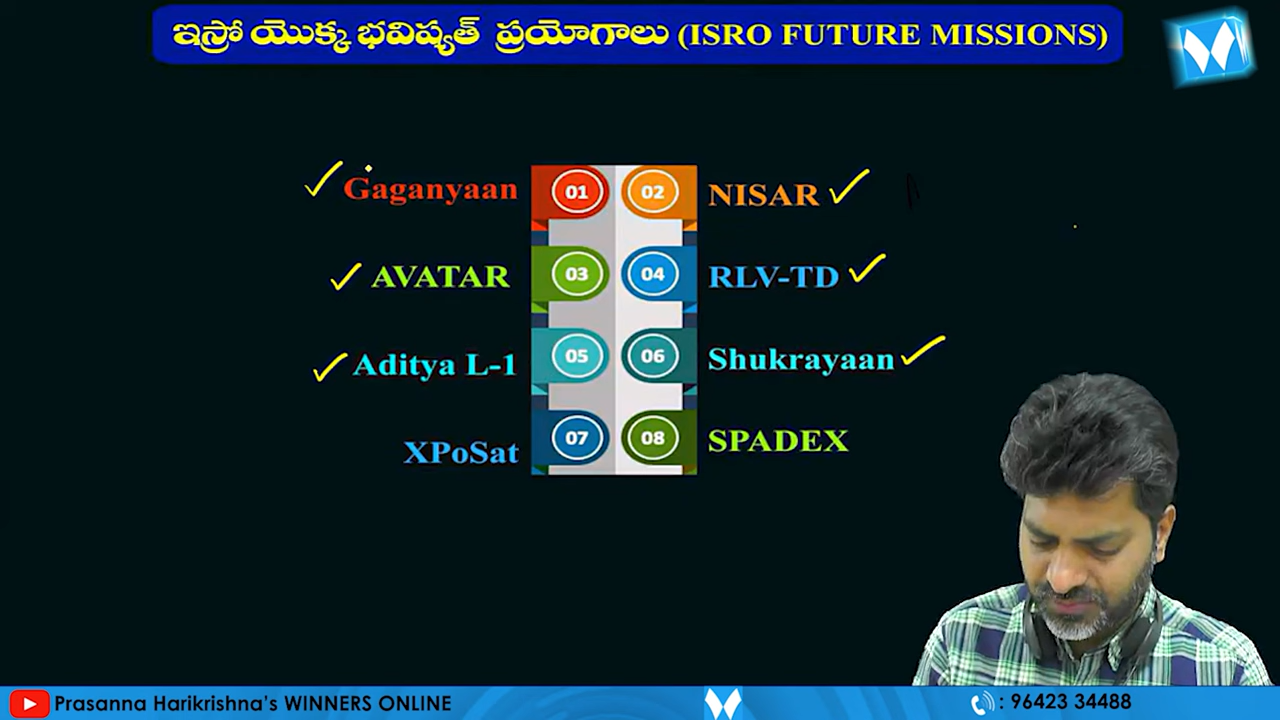 ఇస్రో యొక్క భవిష్యత్ ప్రయోగాలు (ISRO FUTURE MISSIONS)
Gaganyaan 01 02 NISAR
AVATAR 03 04 RLV-TD
Aditya L-1 05 06 Shukrayaan
XPoSat 07 08 SPADEX
Prasanna Harikrishna's WINNERS ONLINE : 96423 34488